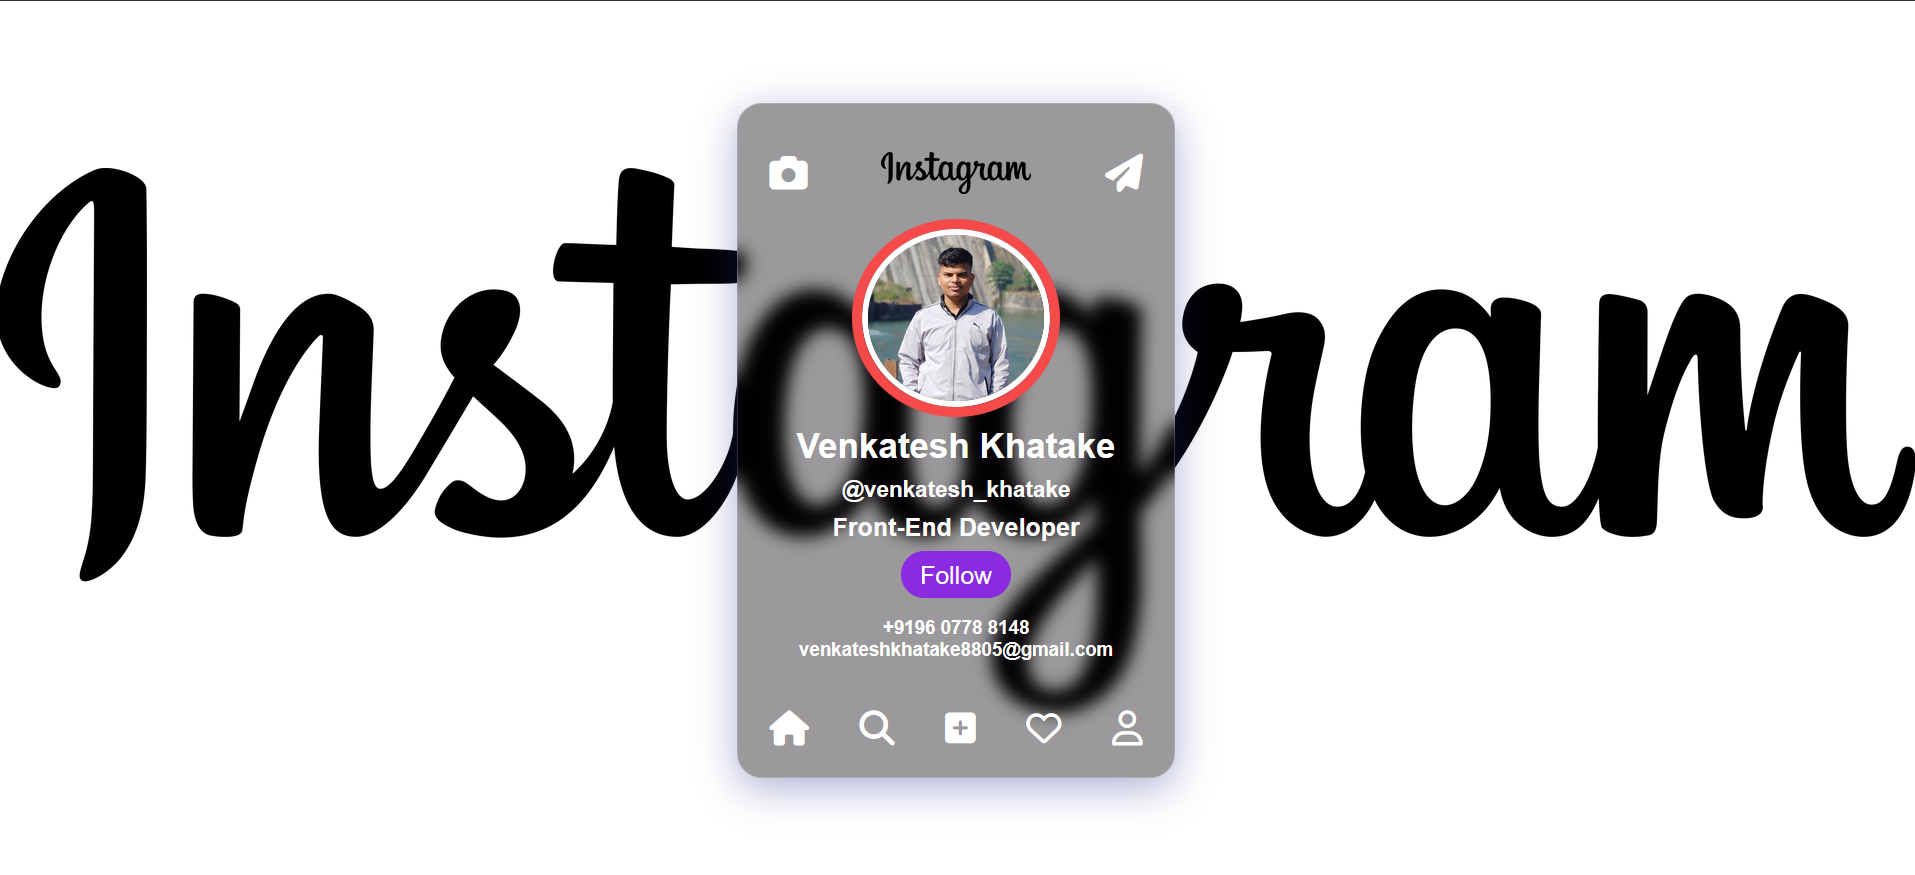 Instagram
Instagram
Venkatesh Khatake
@venkatesh_khatake
Front-End Developer
Follow
+9196 0778 8148
venkateshkhatake8805@gmail.com